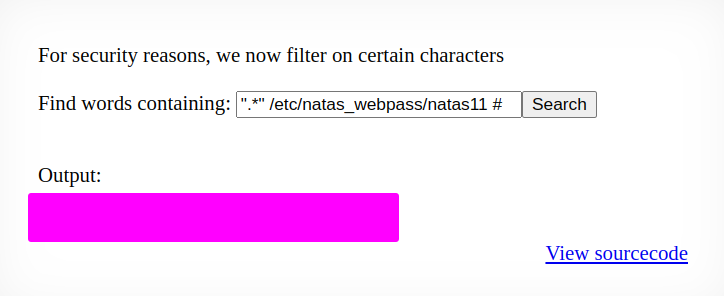 For security reasons, we now filter on certain characters
Find words containing: ".*" /etc/natas_webpass/natas11 # Search
Output:
View sourcecode